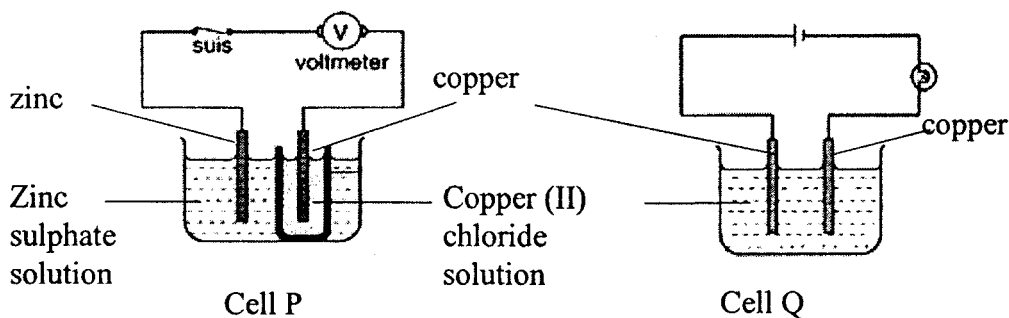 suis
V
voltmeter
zinc
copper
copper
Zinc
sulphate
solution
Copper (II)
chloride
solution
Cell P
Cell Q